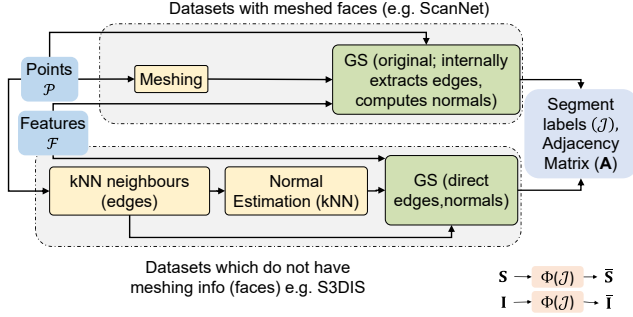 Datasets with meshed faces (e.g. ScanNet)
Points
𝒫
Meshing
GS (original; internally
extracts edges,
computes normals)
Features
ℱ
Segment
labels (𝒥),
Adjacency
Matrix (𝐀)
kNN neighbours
(edges)
Normal
Estimation (kNN)
GS (direct
edges,normals)
Datasets which do not have
meshing info (faces) e.g. S3DIS
𝐒 → Φ(𝒥) → 𝐒̅
𝐈 → Φ(𝒥) → 𝐈̅